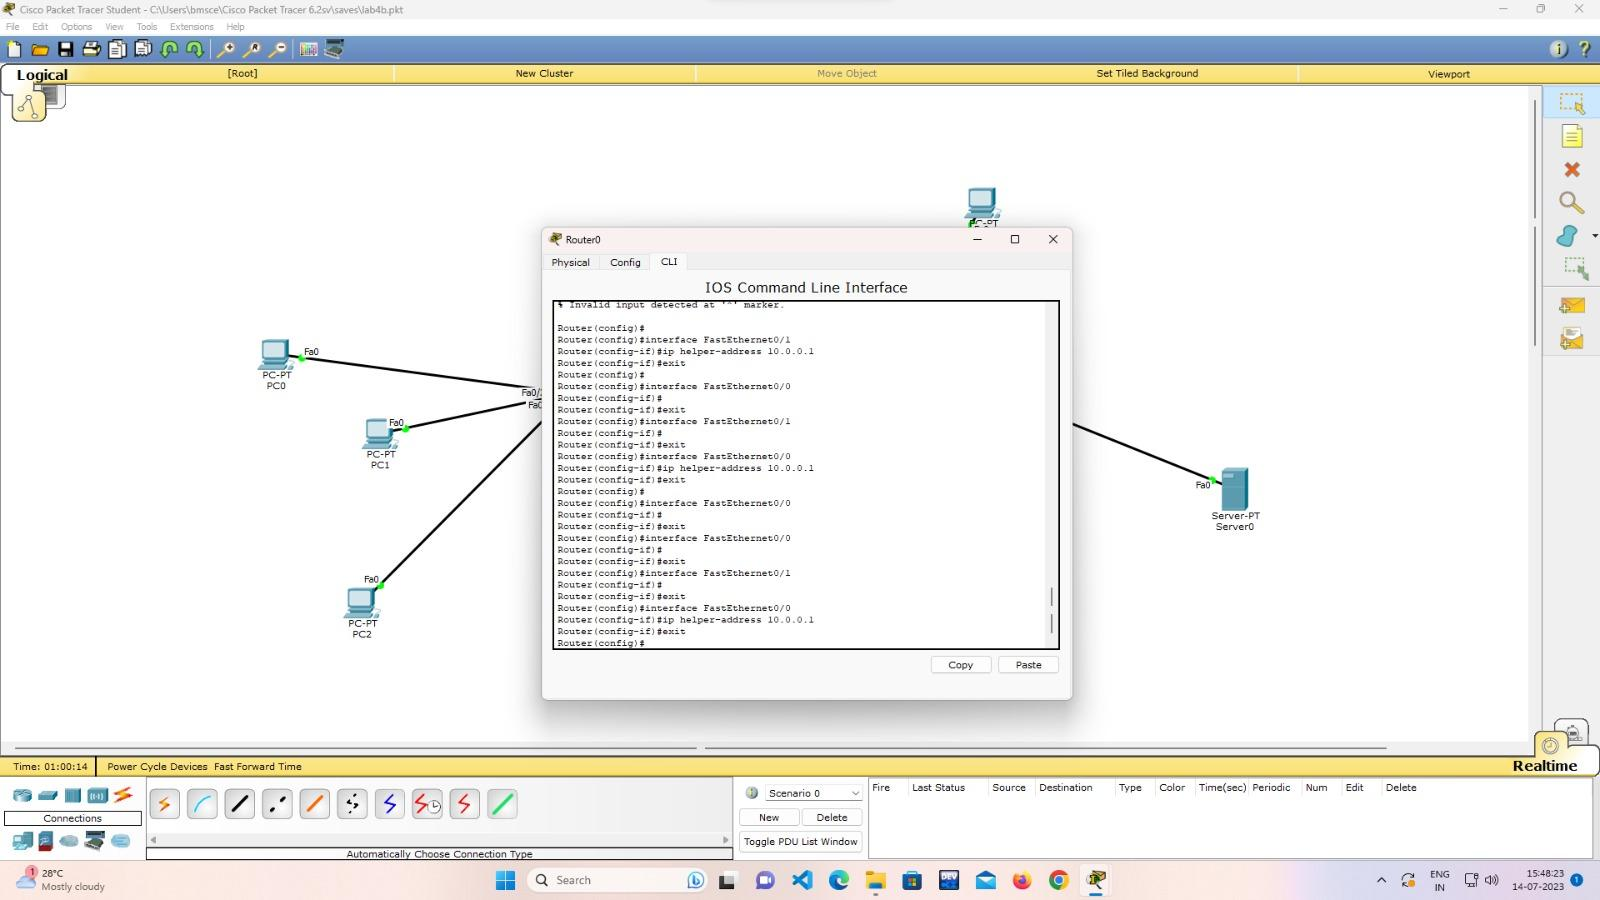 Cisco Packet Tracer Student - C:\Users\bmsce\Cisco Packet Tracer 6.2sv\saves\lab4b.pkt
File Edit Options View Tools Extensions Help
Logical [Root] New Cluster Move Object Set Tiled Background Viewport
PC-PT
Router0
Physical Config CLI
IOS Command Line Interface
% Invalid input detected at '^' marker.
Router(config)#
Router(config)#interface FastEthernet0/1
Router(config-if)#ip helper-address 10.0.0.1
Router(config-if)#exit
Router(config)#
Router(config)#interface FastEthernet0/0
Router(config-if)#
Router(config-if)#exit
Router(config)#interface FastEthernet0/1
Router(config-if)#
Router(config-if)#exit
Router(config)#interface FastEthernet0/0
Router(config-if)#ip helper-address 10.0.0.1
Router(config-if)#exit
Router(config)#
Router(config)#interface FastEthernet0/0
Router(config-if)#
Router(config-if)#exit
Router(config)#interface FastEthernet0/0
Router(config-if)#
Router(config-if)#exit
Router(config)#interface FastEthernet0/1
Router(config-if)#
Router(config-if)#exit
Router(config)#interface FastEthernet0/0
Router(config-if)#ip helper-address 10.0.0.1
Router(config-if)#exit
Router(config)#
Copy Paste
Fa0
PC-PT
PC0
Fa0/
Fa0
Fa0
PC-PT
PC1
Fa0
PC-PT
PC2
Fa0
Server-PT
Server0
Time: 01:00:14 Power Cycle Devices Fast Forward Time
Realtime
Connections
Automatically Choose Connection Type
Scenario 0
New Delete
Toggle PDU List Window
Fire Last Status Source Destination Type Color Time(sec) Periodic Num Edit Delete
1
28°C
Mostly cloudy
Search
DEV
ENG
IN
15:48:23
14-07-2023
1